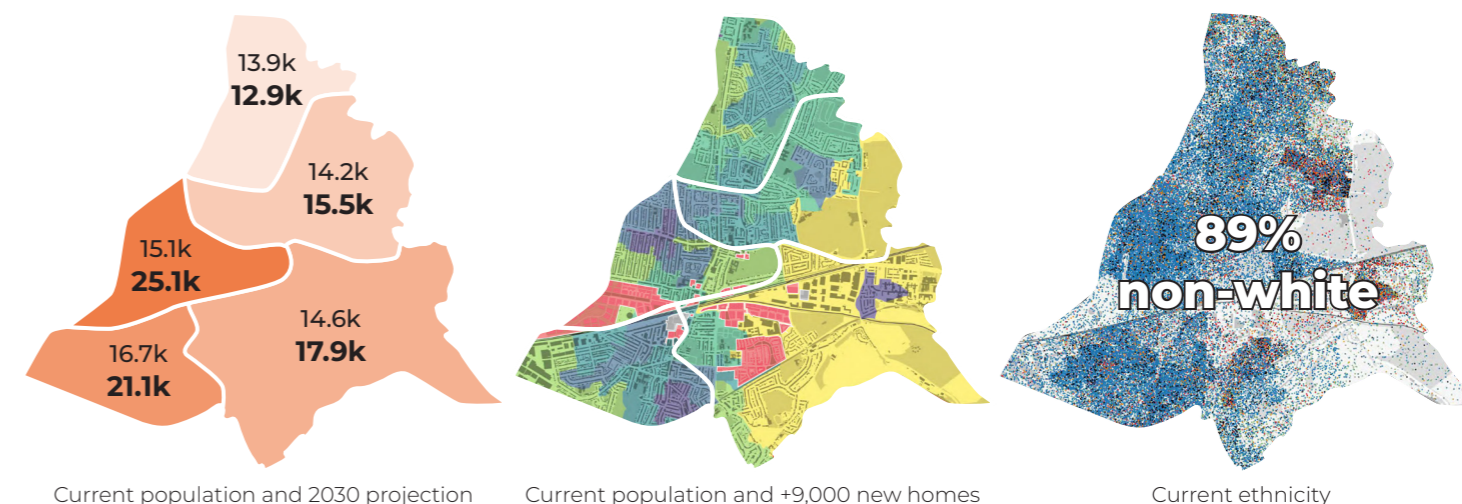 13.9k
12.9k
14.2k
15.5k
15.1k
25.1k
14.6k
17.9k
16.7k
21.1k
Current population and 2030 projection
Current population and +9,000 new homes
89%
non-white
Current ethnicity